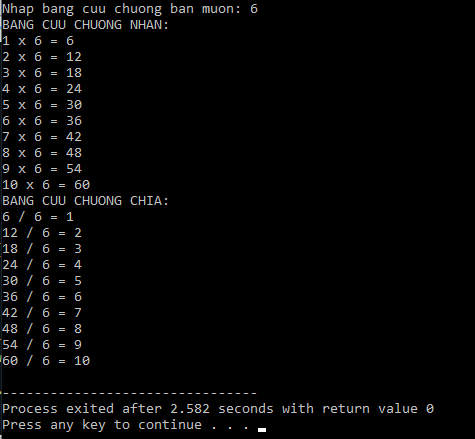 Nhap bang cuu chuong ban muon: 6
BANG CUU CHUONG NHAN:
1 x 6 = 6
2 x 6 = 12
3 x 6 = 18
4 x 6 = 24
5 x 6 = 30
6 x 6 = 36
7 x 6 = 42
8 x 6 = 48
9 x 6 = 54
10 x 6 = 60
BANG CUU CHUONG CHIA:
6 / 6 = 1
12 / 6 = 2
18 / 6 = 3
24 / 6 = 4
30 / 6 = 5
36 / 6 = 6
42 / 6 = 7
48 / 6 = 8
54 / 6 = 9
60 / 6 = 10
--------------------------------
Process exited after 2.582 seconds with return value 0
Press any key to continue . . .